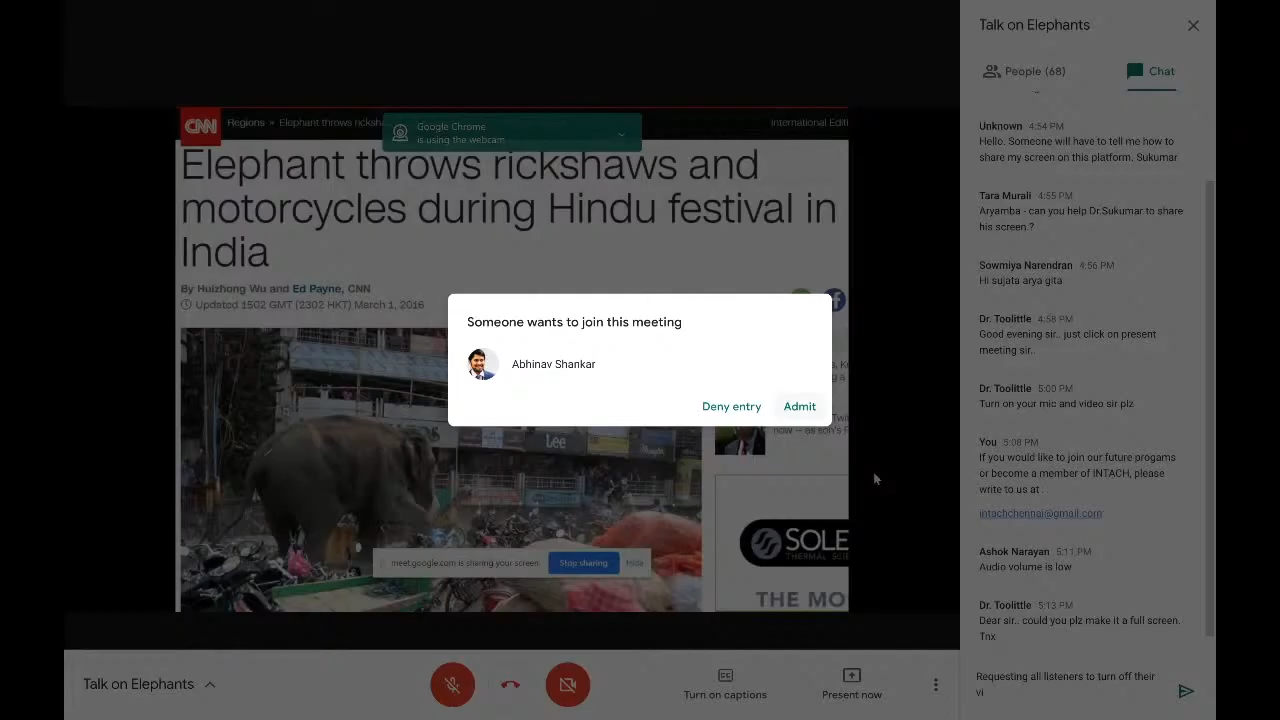 Talk on Elephants
People (68)
Chat
CNN
Regions » Elephant throws ricksha
International Editi
Google Chrome
is using the webcam
Elephant throws rickshaws and
motorcycles during Hindu festival in
India
By Huizhong Wu and Ed Payne, CNN
Updated 1502 GMT (2302 HKT) March 1, 2016
f
Someone wants to join this meeting
Abhinav Shankar
Deny entry
Admit
Lee
meet.google.com is sharing your screen.
Stop sharing
Hide
SOLE
THERMAL SCIE
THE MO
Unknown 4:54 PM
Hello. Someone will have to tell me how to
share my screen on this platform. Sukumar
Tara Murali 4:55 PM
Aryamba - can you help Dr.Sukumar to share
his screen.?
Sowmiya Narendran 4:56 PM
Hi sujata arya gita
Dr. Toolittle 4:58 PM
Good evening sir.. just click on present
meeting sir..
Dr. Toolittle 5:00 PM
Turn on your mic and video sir plz
You 5:08 PM
If you would like to join our future progams
or become a member of INTACH, please
write to us at .
intachchennai@gmail.com
Ashok Narayan 5:11 PM
Audio volume is low
Dr. Toolittle 5:13 PM
Dear sir.. could you plz make it a full screen.
Tnx
Requesting all listeners to turn off their
vi
Talk on Elephants
CC
Turn on captions
Present now